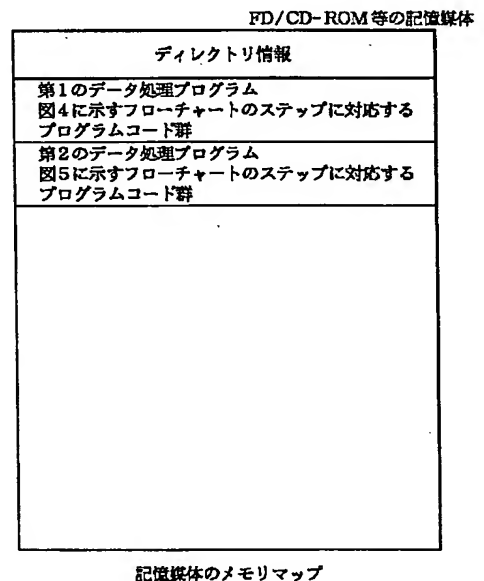 FD/CD-ROM等の記憶媒体
ディレクトリ情報
第1のデータ処理プログラム
図4に示すフローチャートのステップに対応する
プログラムコード群
第2のデータ処理プログラム
図5に示すフローチャートのステップに対応する
プログラムコード群
記憶媒体のメモリマップ